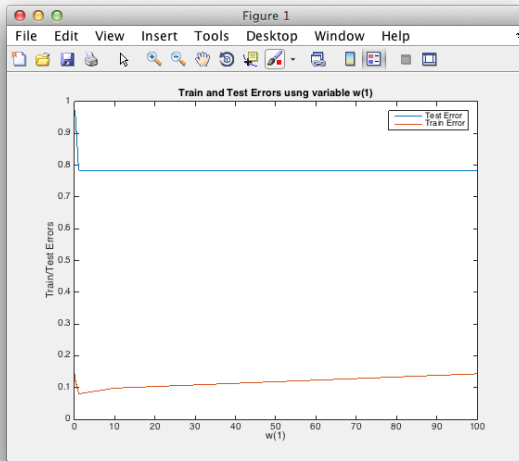 Figure 1
File Edit View Insert Tools Desktop Window Help
Train and Test Errors usng variable w(1)
Test Error
Train Error
Train/Test Errors
1
0.9
0.8
0.7
0.6
0.5
0.4
0.3
0.2
0.1
0
0 10 20 30 40 50 60 70 80 90 100
w(1)